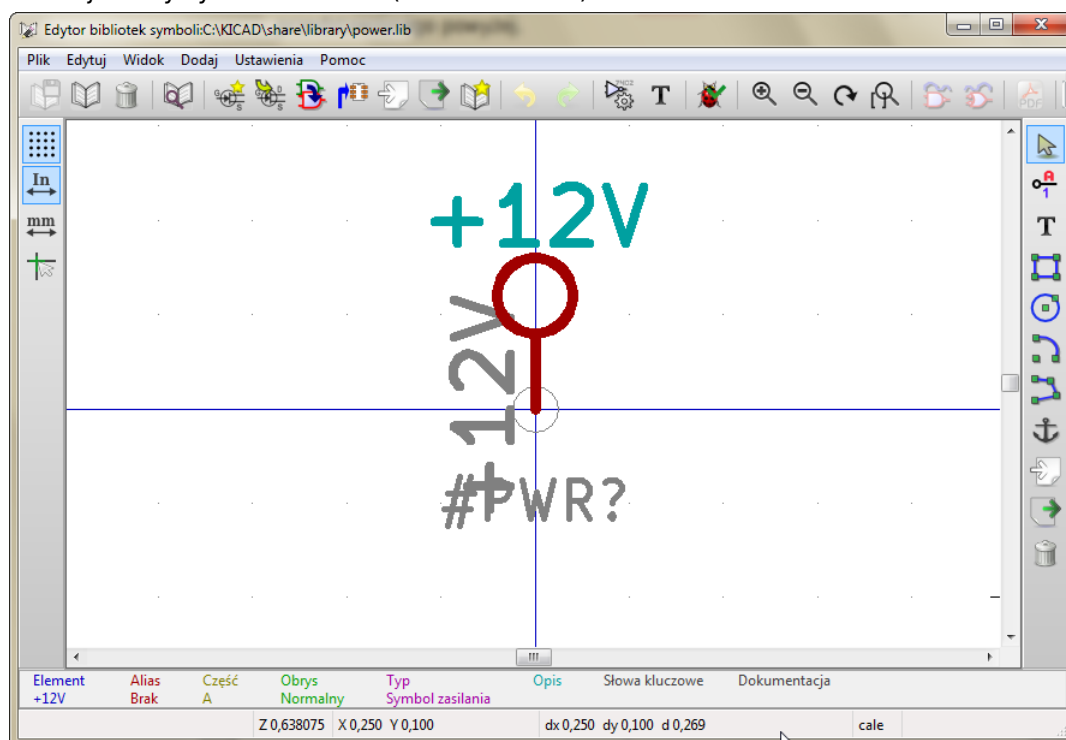 Edytor bibliotek symboli:C:\KICAD\share\library\power.lib
Plik Edytuj Widok Dodaj Ustawienia Pomoc
In
mm
+12V
+12V
#PWR?
Element Alias Część Obrys Typ Opis Słowa kluczowe Dokumentacja
+12V Brak A Normalny Symbol zasilania
Z 0,638075 X 0,250 Y 0,100 dx 0,250 dy 0,100 d 0,269 cale